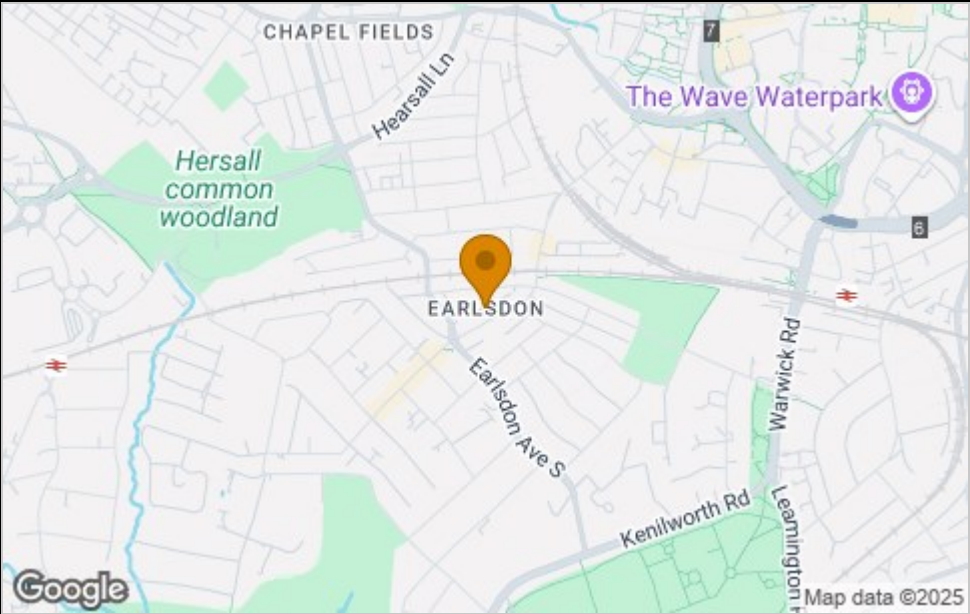 CHAPEL FIELDS
7
Hearsall Ln
The Wave Waterpark
Hersall
common
woodland
6
EARLSDON
Earlsdon Ave S
Warwick Rd
Kenilworth Rd
Leamington
Google
Map data ©2025